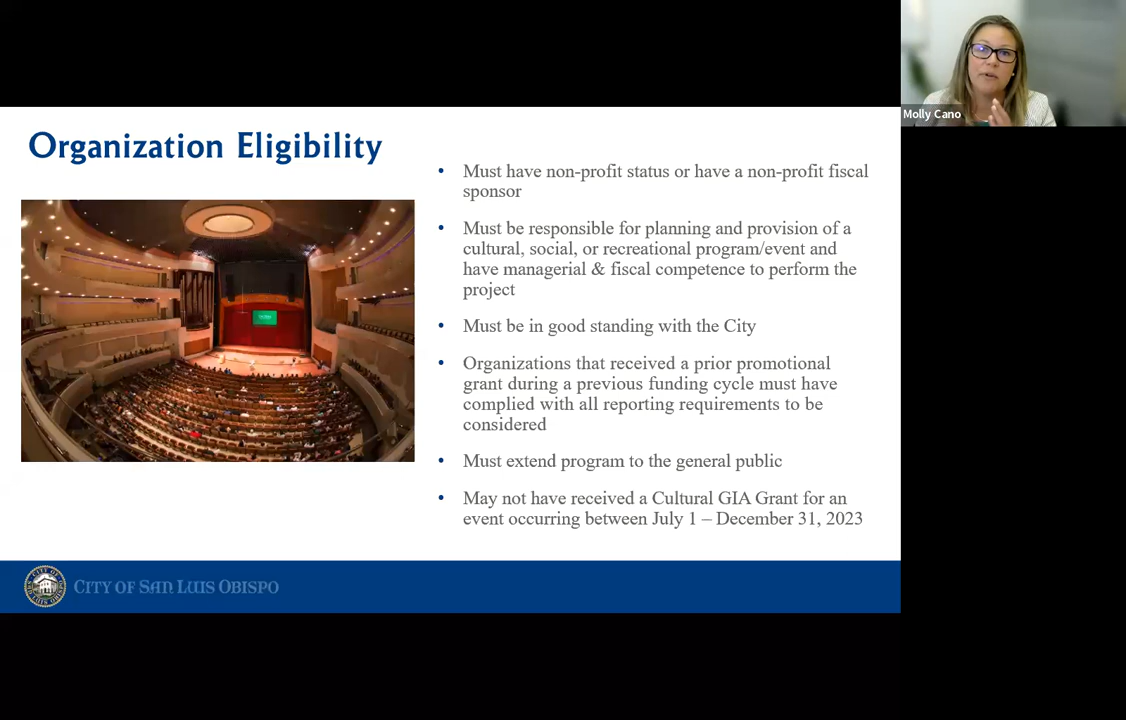 Molly Cano
Organization Eligibility
• Must have non-profit status or have a non-profit fiscal
sponsor
• Must be responsible for planning and provision of a
cultural, social, or recreational program/event and
have managerial & fiscal competence to perform the
project
• Must be in good standing with the City
• Organizations that received a prior promotional
grant during a previous funding cycle must have
complied with all reporting requirements to be
considered
• Must extend program to the general public
• May not have received a Cultural GIA Grant for an
event occurring between July 1 – December 31, 2023
CITY OF SAN LUIS OBISPO